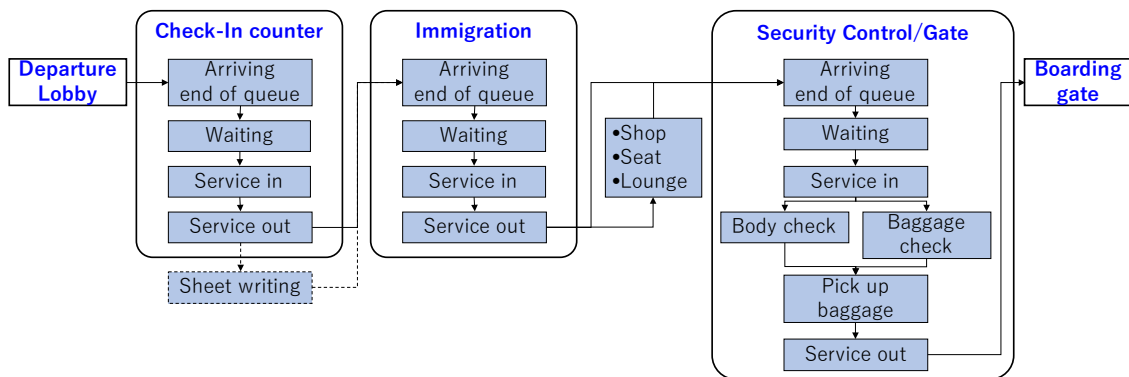 Departure
Lobby
Check-In counter
Arriving
end of queue
Waiting
Service in
Service out
Sheet writing
Immigration
Arriving
end of queue
Waiting
Service in
Service out
•Shop
•Seat
•Lounge
Security Control/Gate
Arriving
end of queue
Waiting
Service in
Body check
Baggage
check
Pick up
baggage
Service out
Boarding
gate